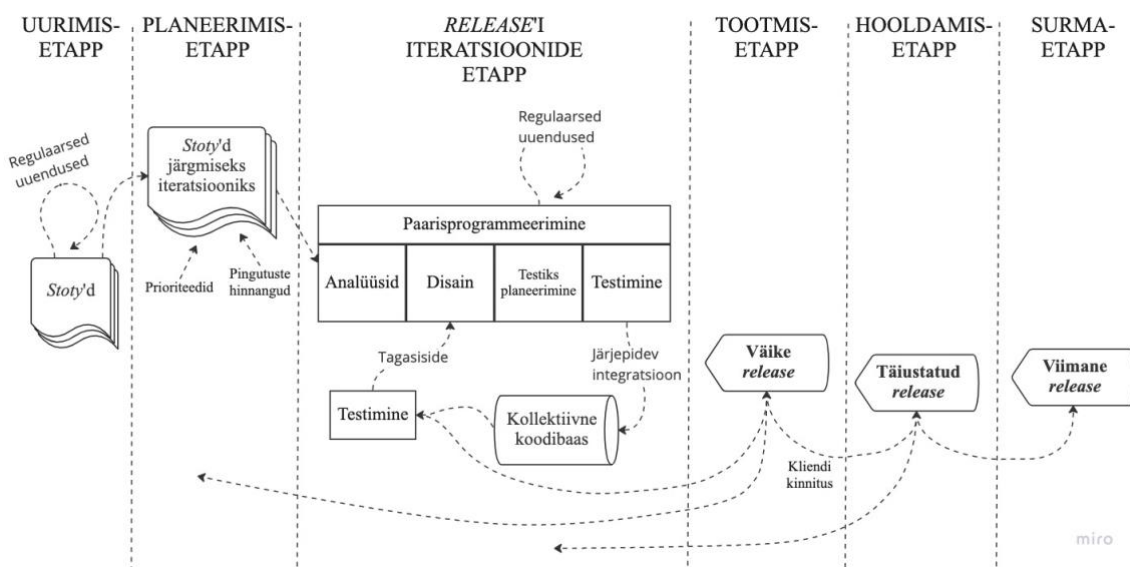 UURIMIS-
ETAPP
PLANEERIMIS-
ETAPP
RELEASE'I
ITERATSIOONIDE
ETAPP
TOOTMIS-
ETAPP
HOOLDAMIS-
ETAPP
SURMA-
ETAPP
Regulaarsed
uuendused
Stoty'd
Stoty'd
järgmiseks
iteratsiooniks
Prioriteedid
Pingutuste
hinnangud
Regulaarsed
uuendused
Paarisprogrammeerimine
Analüüsid
Disain
Testiks
planeerimine
Testimine
Tagasiside
Järjepidev
integratsioon
Testimine
Kollektiivne
koodibaas
Väike
release
Täiustatud
release
Viimane
release
Kliendi
kinnitus
miro